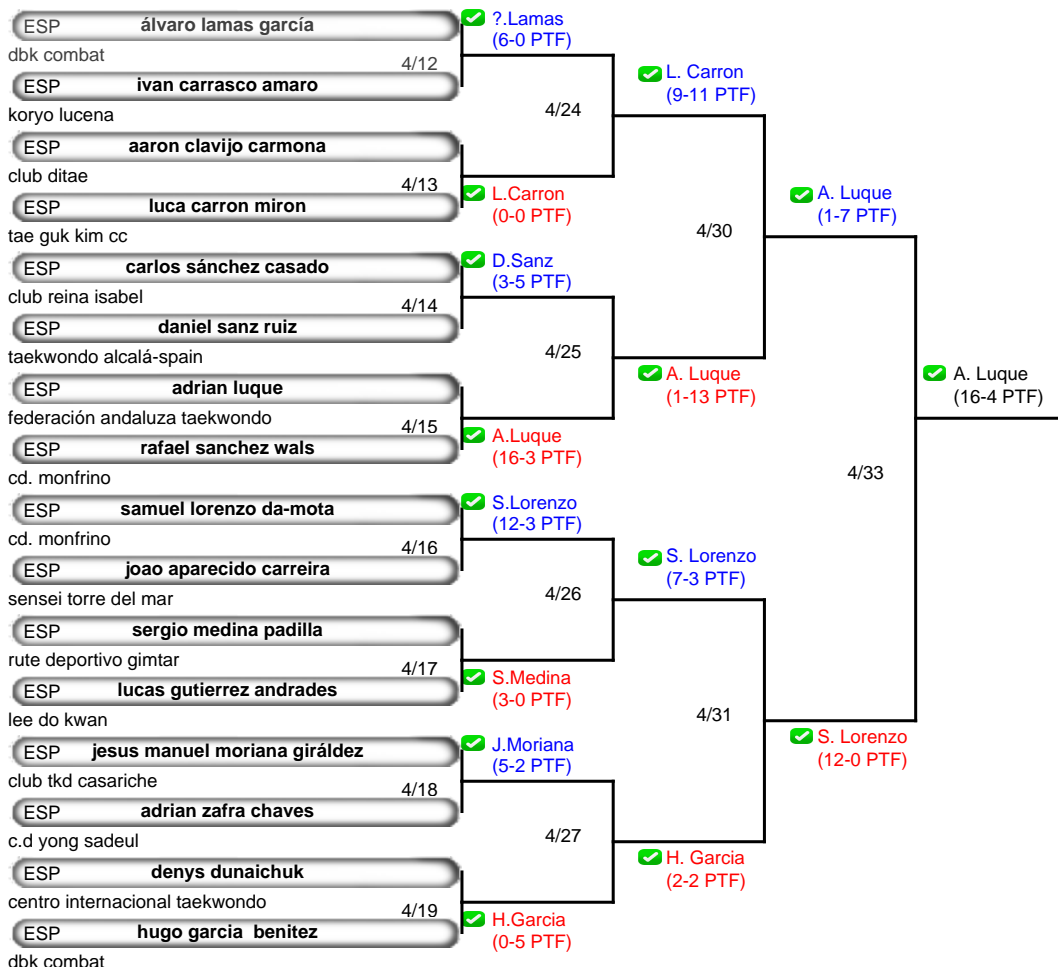 ESP álvaro lamas garcía
dbk combat
4/12
ESP ivan carrasco amaro
koryo lucena
ESP aaron clavijo carmona
club ditae
4/13
ESP luca carron miron
tae guk kim cc
ESP carlos sánchez casado
club reina isabel
4/14
ESP daniel sanz ruiz
taekwondo alcalá-spain
ESP adrian luque
federación andaluza taekwondo
4/15
ESP rafael sanchez wals
cd. monfrino
ESP samuel lorenzo da-mota
cd. monfrino
4/16
ESP joao aparecido carreira
sensei torre del mar
ESP sergio medina padilla
rute deportivo gimtar
4/17
ESP lucas gutierrez andrades
lee do kwan
ESP jesus manuel moriana giráldez
club tkd casariche
4/18
ESP adrian zafra chaves
c.d yong sadeul
ESP denys dunaichuk
centro internacional taekwondo
4/19
ESP hugo garcia benitez
dbk combat
?.Lamas
(6-0 PTF)
4/24
L.Carron
(0-0 PTF)
D.Sanz
(3-5 PTF)
4/25
A.Luque
(16-3 PTF)
S.Lorenzo
(12-3 PTF)
4/26
S.Medina
(3-0 PTF)
J.Moriana
(5-2 PTF)
4/27
H.Garcia
(0-5 PTF)
L. Carron
(9-11 PTF)
4/30
A. Luque
(1-13 PTF)
S. Lorenzo
(7-3 PTF)
4/31
H. Garcia
(2-2 PTF)
A. Luque
(1-7 PTF)
4/33
S. Lorenzo
(12-0 PTF)
A. Luque
(16-4 PTF)